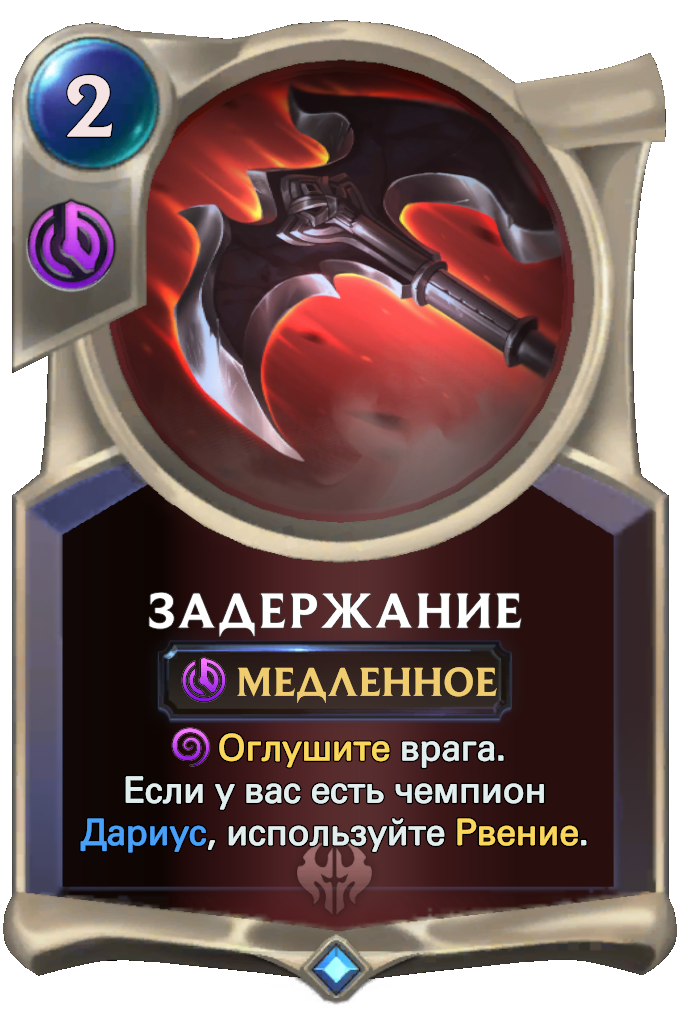 2
ЗАДЕРЖАНИЕ
МЕДЛЕННОЕ
Оглушите врага.
Если у вас есть чемпион
Дариус, используйте Рвение.